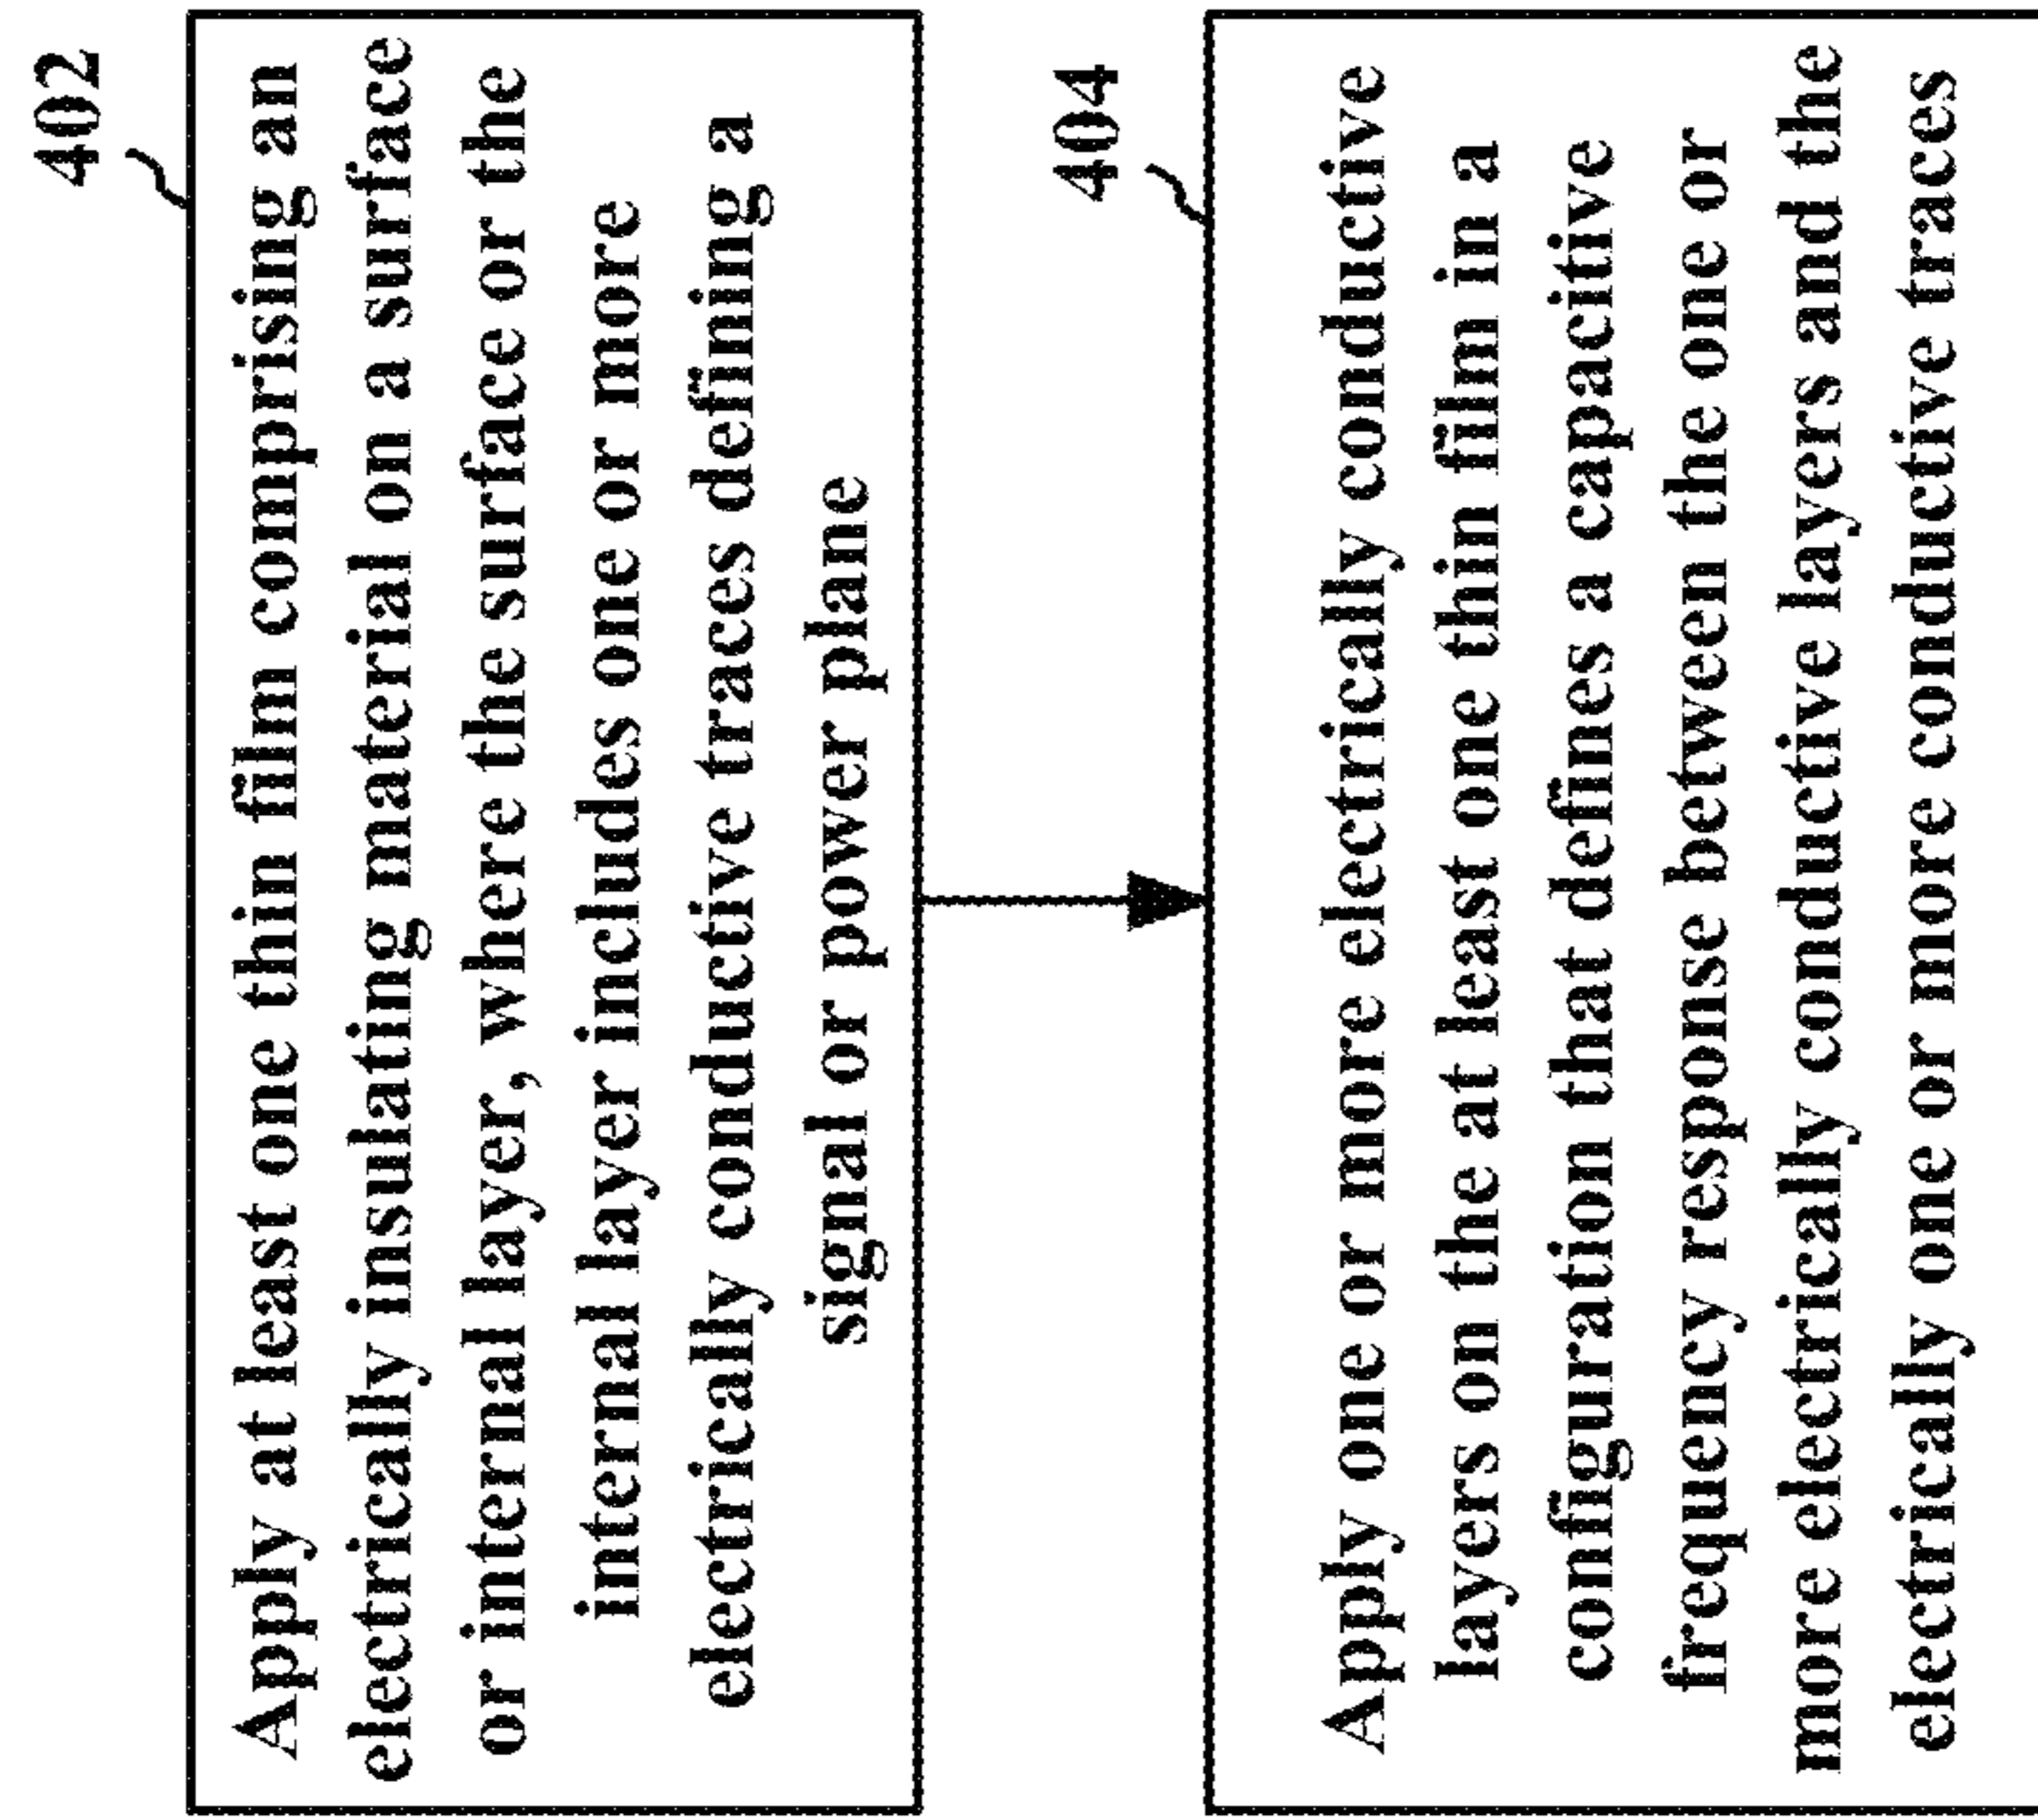 402
Apply at least one thin film comprising an
electrically insulating material on a surface
or internal layer, where the surface or the
internal layer includes one or more
electrically conductive traces defining a
signal or power plane
404
Apply one or more electrically conductive
layers on the at least one thin film in a
configuration that defines a capacitive
frequency response between the one or
more electrically conductive layers and the
electrically one or more conductive traces